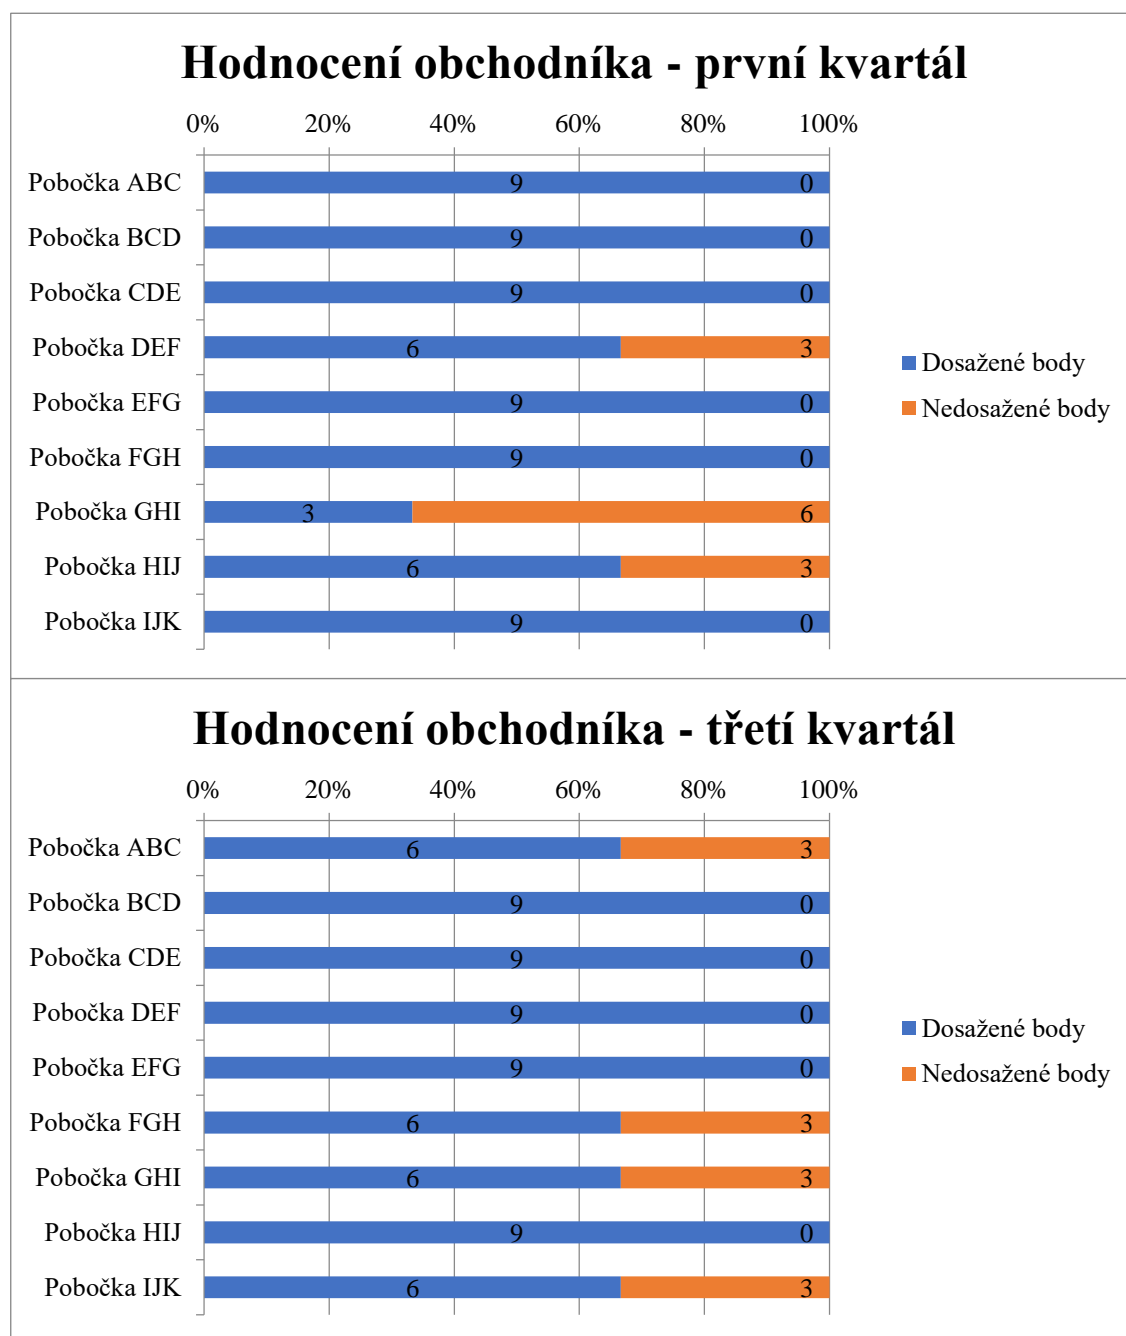 Hodnocení obchodníka - první kvartál
0% 20% 40% 60% 80% 100%
Pobočka ABC 9 0
Pobočka BCD 9 0
Pobočka CDE 9 0
Pobočka DEF 6 3
Pobočka EFG 9 0
Pobočka FGH 9 0
Pobočka GHI 3 6
Pobočka HIJ 6 3
Pobočka IJK 9 0
Dosažené body
Nedosažené body
Hodnocení obchodníka - třetí kvartál
0% 20% 40% 60% 80% 100%
Pobočka ABC 6 3
Pobočka BCD 9 0
Pobočka CDE 9 0
Pobočka DEF 9 0
Pobočka EFG 9 0
Pobočka FGH 6 3
Pobočka GHI 6 3
Pobočka HIJ 9 0
Pobočka IJK 6 3
Dosažené body
Nedosažené body